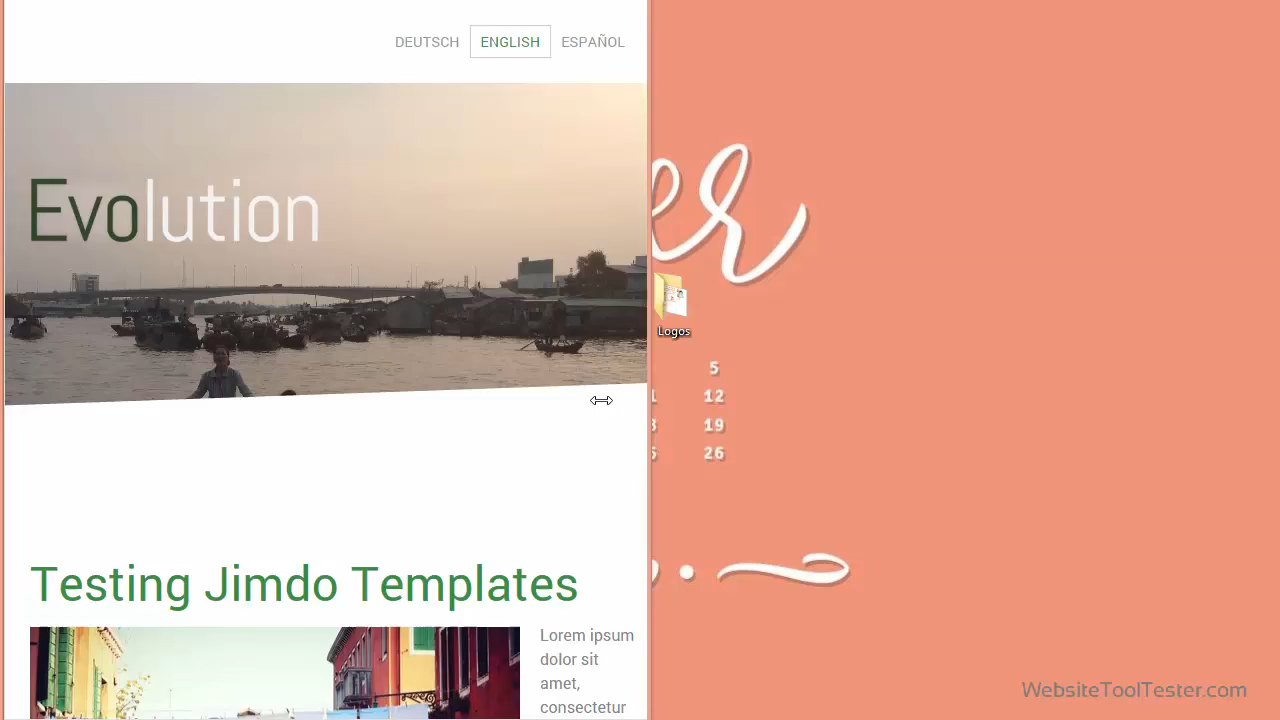 DEUTSCH ENGLISH ESPAÑOL
Evolution
Logos
5
12
19
26
Testing Jimdo Templates
Lorem ipsum
dolor sit
amet,
consectetur
WebsiteToolTester.com